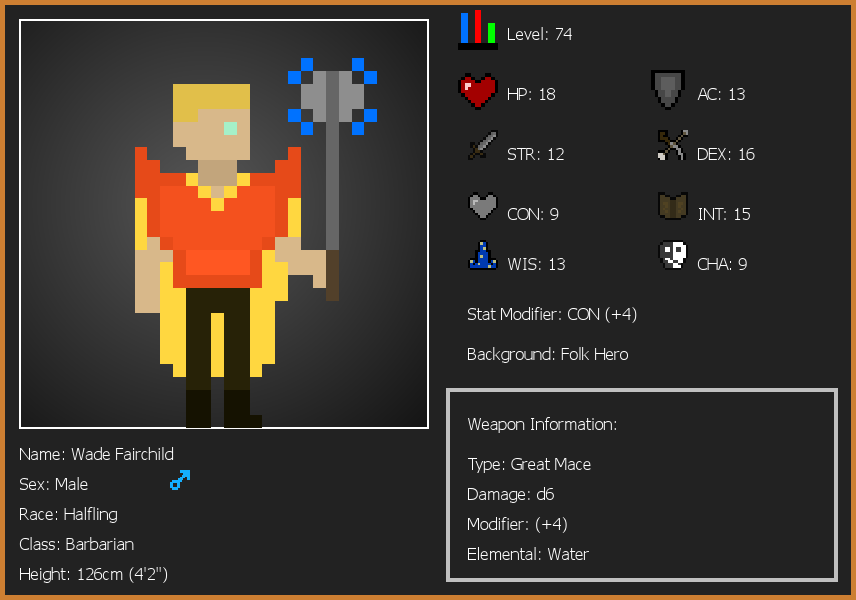 Level: 74
HP: 18
AC: 13
STR: 12
DEX: 16
CON: 9
INT: 15
WIS: 13
CHA: 9
Stat Modifier: CON (+4)
Background: Folk Hero
Weapon Information:
Type: Great Mace
Damage: d6
Modifier: (+4)
Elemental: Water
Name: Wade Fairchild
Sex: Male
Race: Halfling
Class: Barbarian
Height: 126cm (4'2")